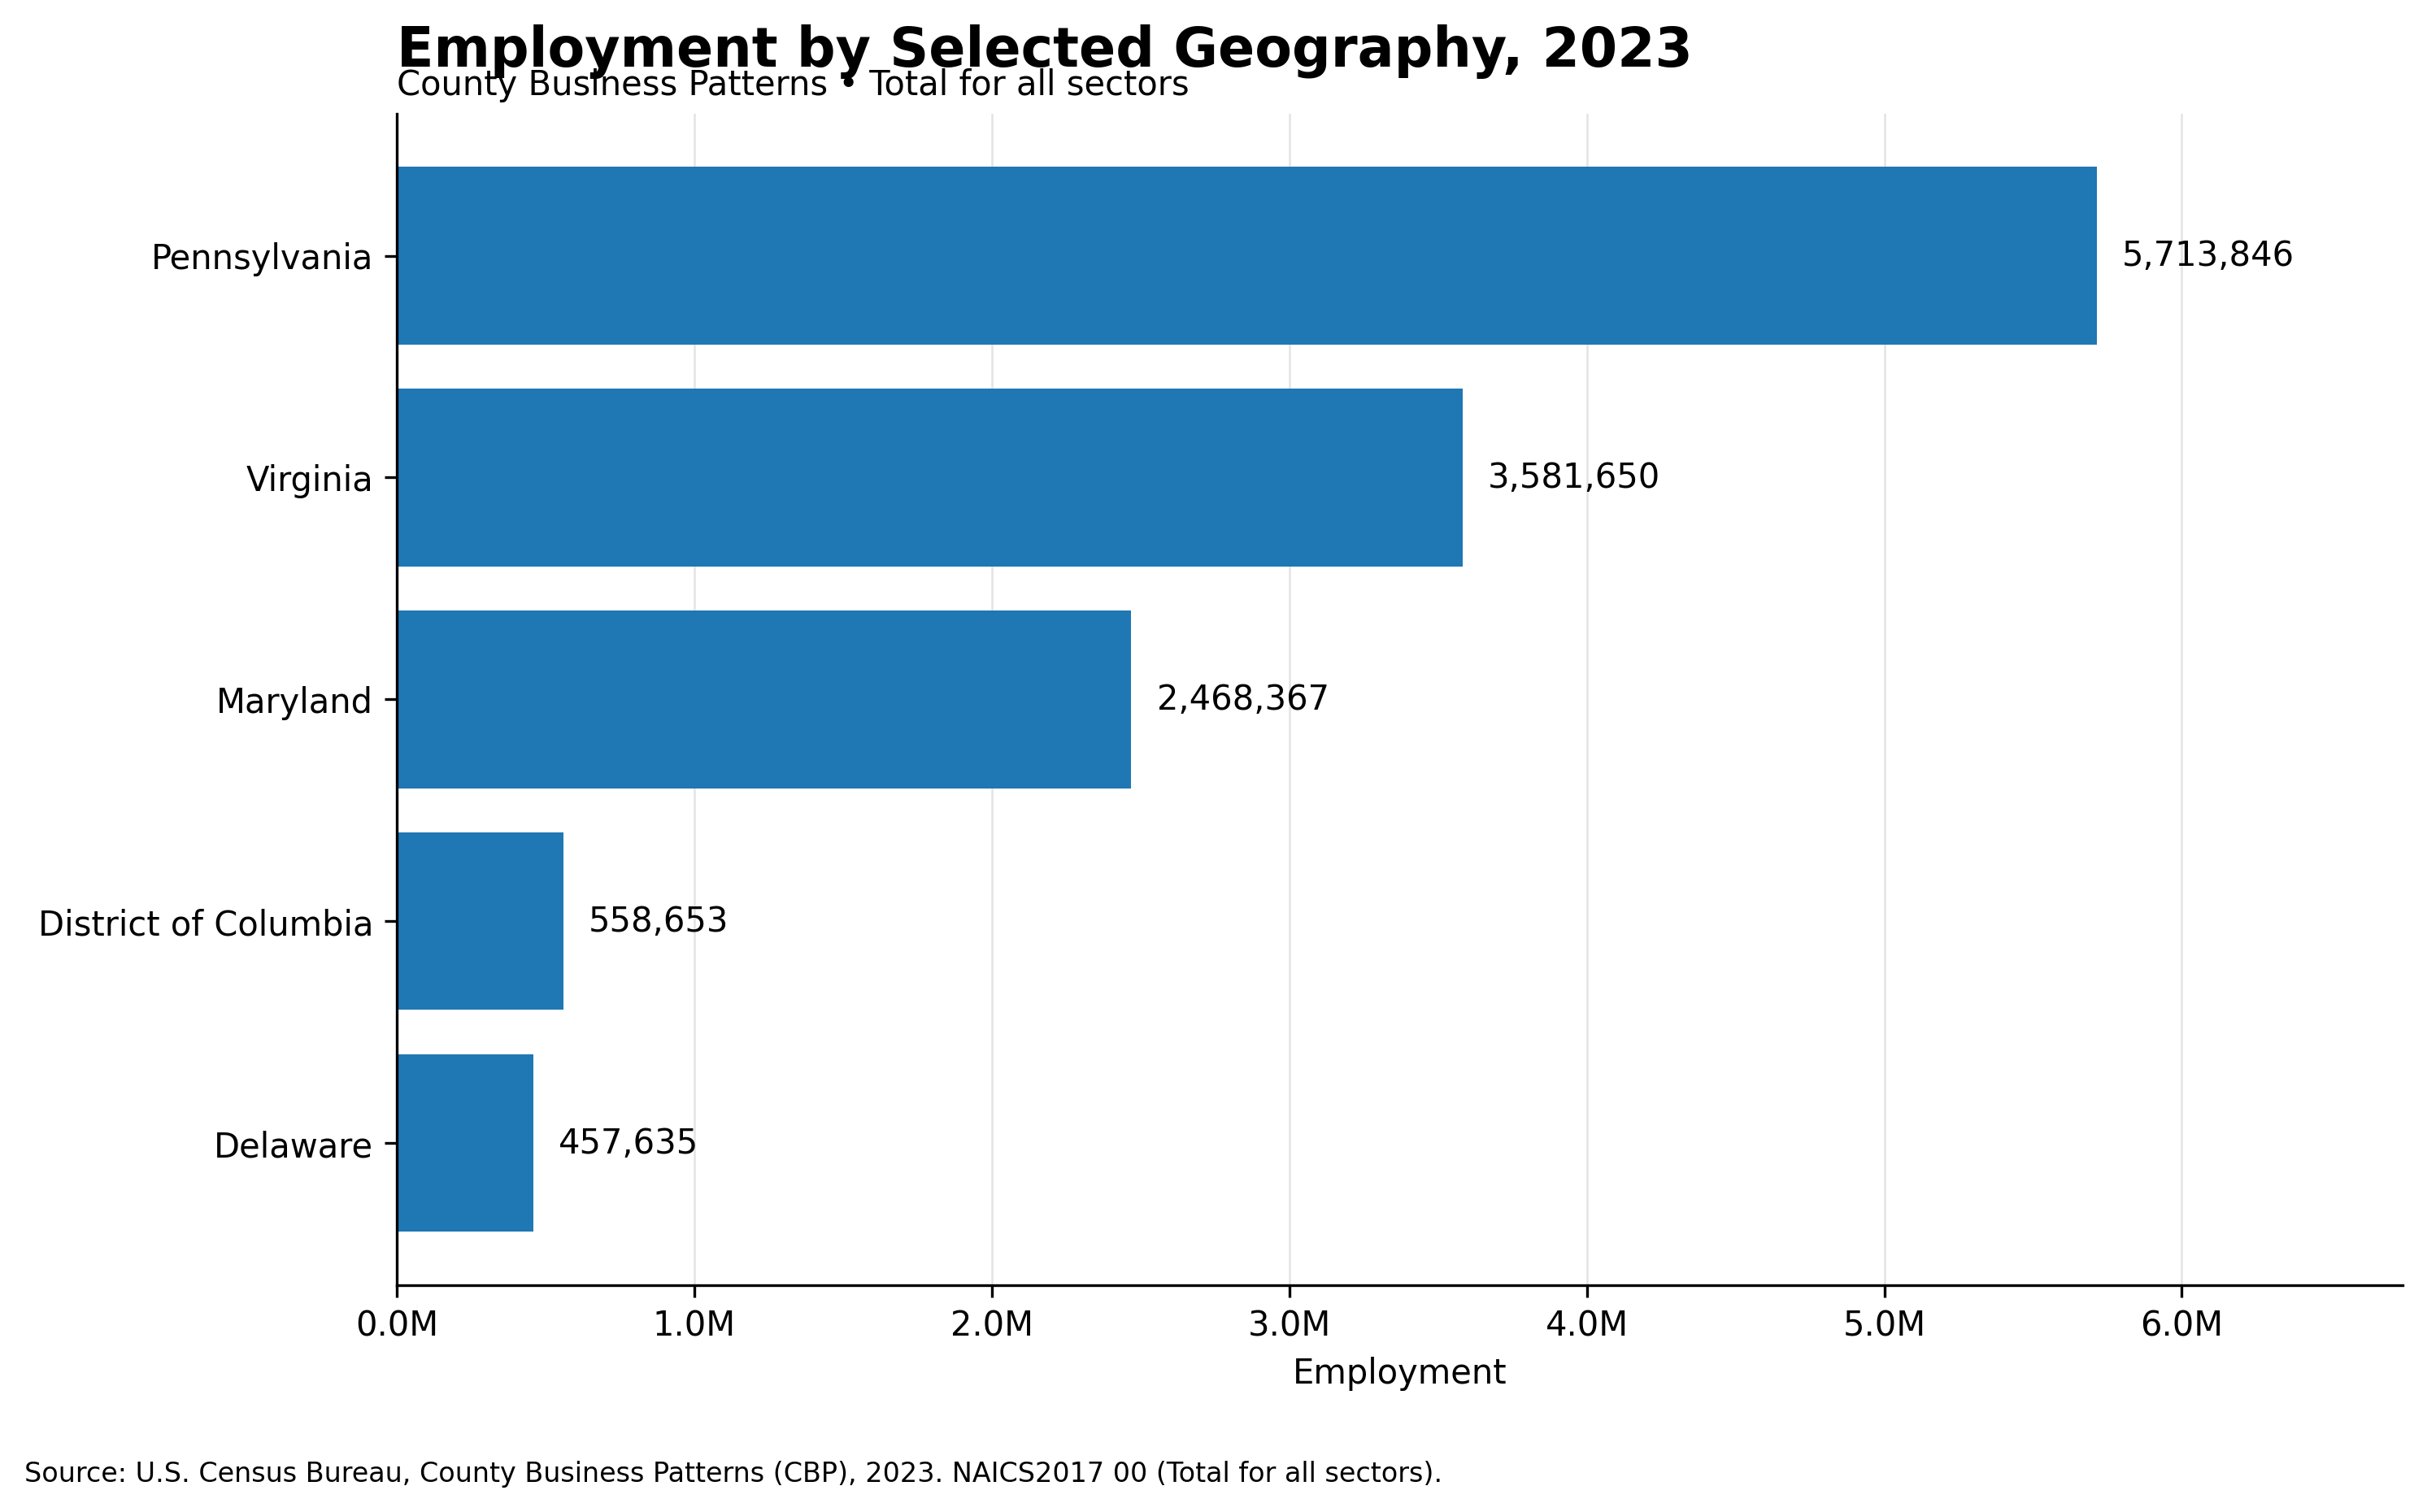 Employment by Selected Geography, 2023
County Business Patterns • Total for all sectors
Pennsylvania
5,713,846
Virginia
3,581,650
Maryland
2,468,367
District of Columbia
558,653
Delaware
457,635
0.0M 1.0M 2.0M 3.0M 4.0M 5.0M 6.0M
Employment
Source: U.S. Census Bureau, County Business Patterns (CBP), 2023. NAICS2017 00 (Total for all sectors).